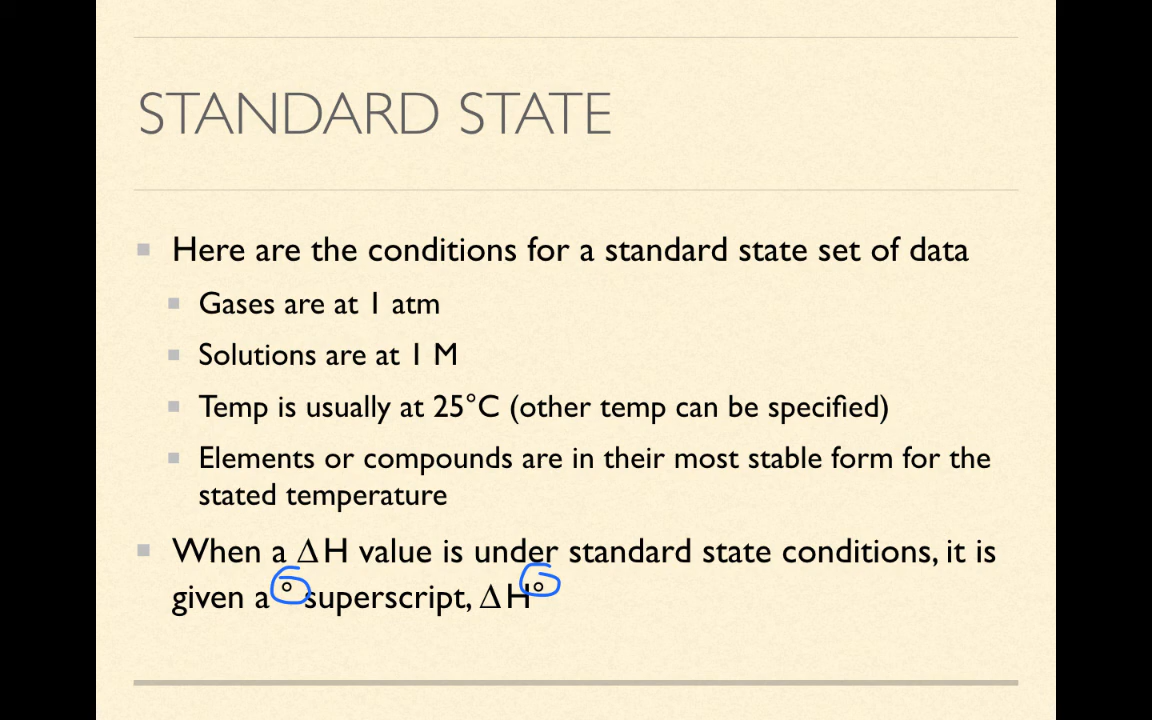 STANDARD STATE
Here are the conditions for a standard state set of data
Gases are at 1 atm
Solutions are at 1 M
Temp is usually at 25°C (other temp can be specified)
Elements or compounds are in their most stable form for the
stated temperature
When a ΔH value is under standard state conditions, it is
given a ° superscript, ΔH°